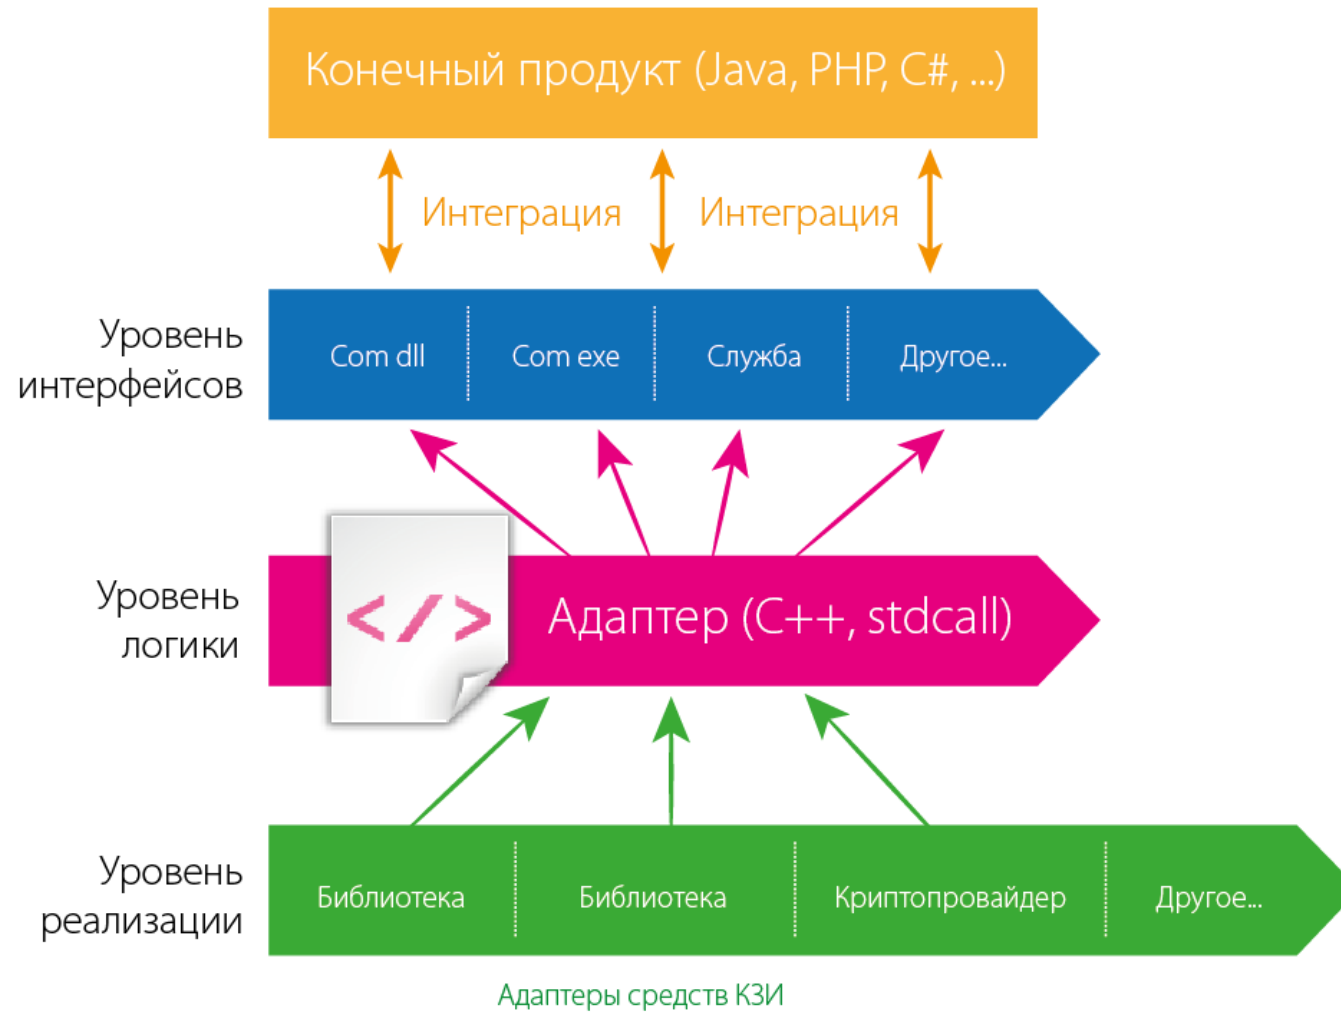 Конечный продукт (Java, PHP, C#, ...)
Интеграция
Интеграция
Уровень
интерфейсов
Com dll
Com exe
Служба
Другое...
Уровень
логики
</>
Адаптер (C++, stdcall)
Уровень
реализации
Библиотека
Библиотека
Криптопровайдер
Другое...
Адаптеры средств КЗИ